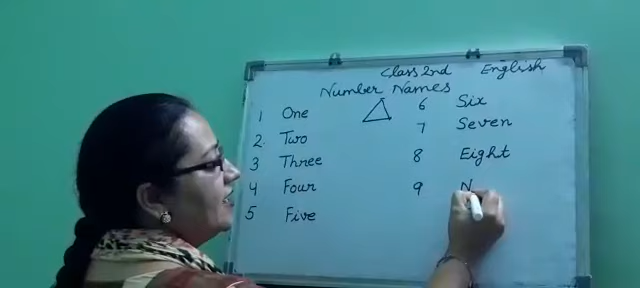 Class 2nd English
Number Names
1 One
2. Two
3 Three
4 Four
5 Five
6 Six
7 Seven
8 Eight
9 N